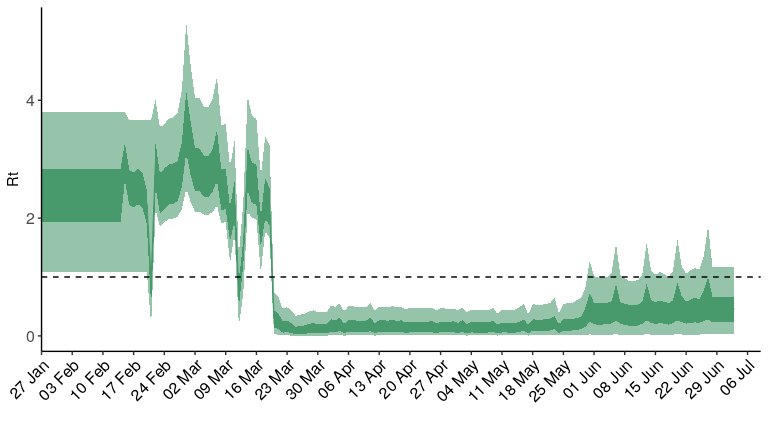 Rt
4
2
0
27 Jan
03 Feb
10 Feb
17 Feb
24 Feb
02 Mar
09 Mar
16 Mar
23 Mar
30 Mar
06 Apr
13 Apr
20 Apr
27 Apr
04 May
11 May
18 May
25 May
01 Jun
08 Jun
15 Jun
22 Jun
29 Jun
06 Jul